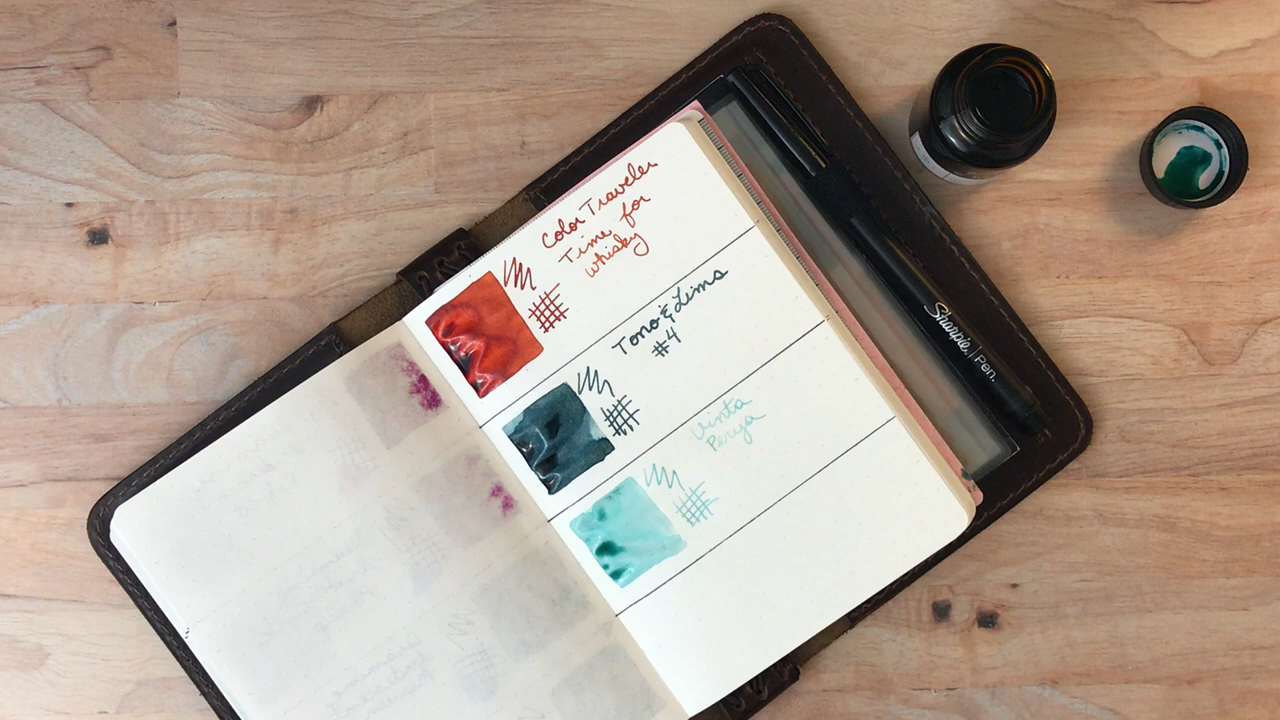 Color Traveler
Time for
whisky
Tono & Lims
#4
Vinta
Perya
Sharpie | Pen.